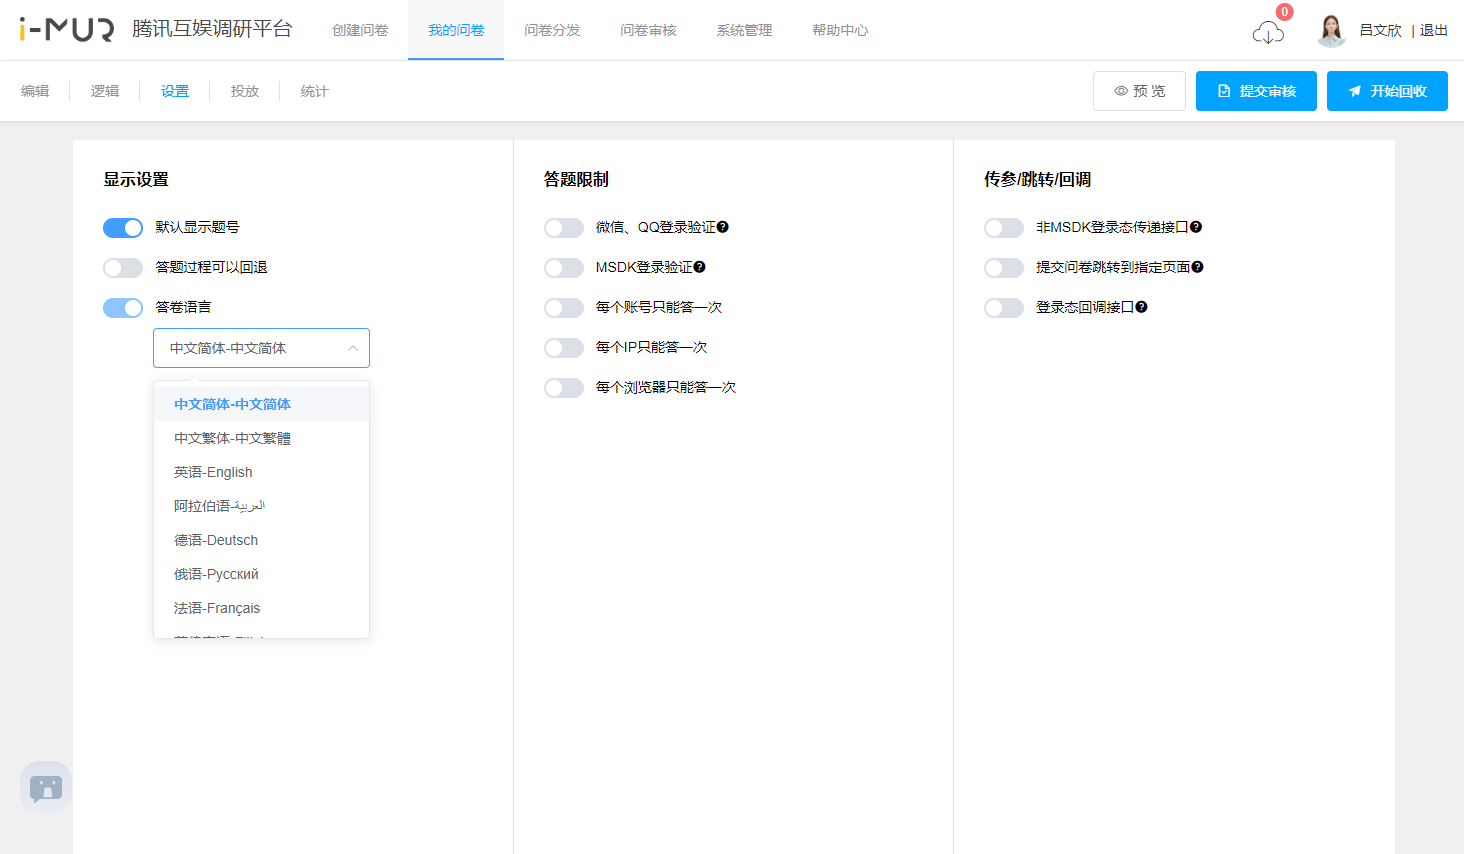 i-MUR 腾讯互娱调研平台 创建问卷 我的问卷 问卷分发 问卷审核 系统管理 帮助中心 0 吕文欣 | 退出
编辑 逻辑 设置 投放 统计 预览 提交审核 开始回收
显示设置
默认显示题号
答题过程可以回退
答卷语言
中文简体-中文简体
中文简体-中文简体
中文繁体-中文繁體
英语-English
阿拉伯语-العربية
德语-Deutsch
俄语-Русский
法语-Français
答题限制
微信、QQ登录验证
MSDK登录验证
每个账号只能答一次
每个IP只能答一次
每个浏览器只能答一次
传参/跳转/回调
非MSDK登录态传递接口
提交问卷跳转到指定页面
登录态回调接口